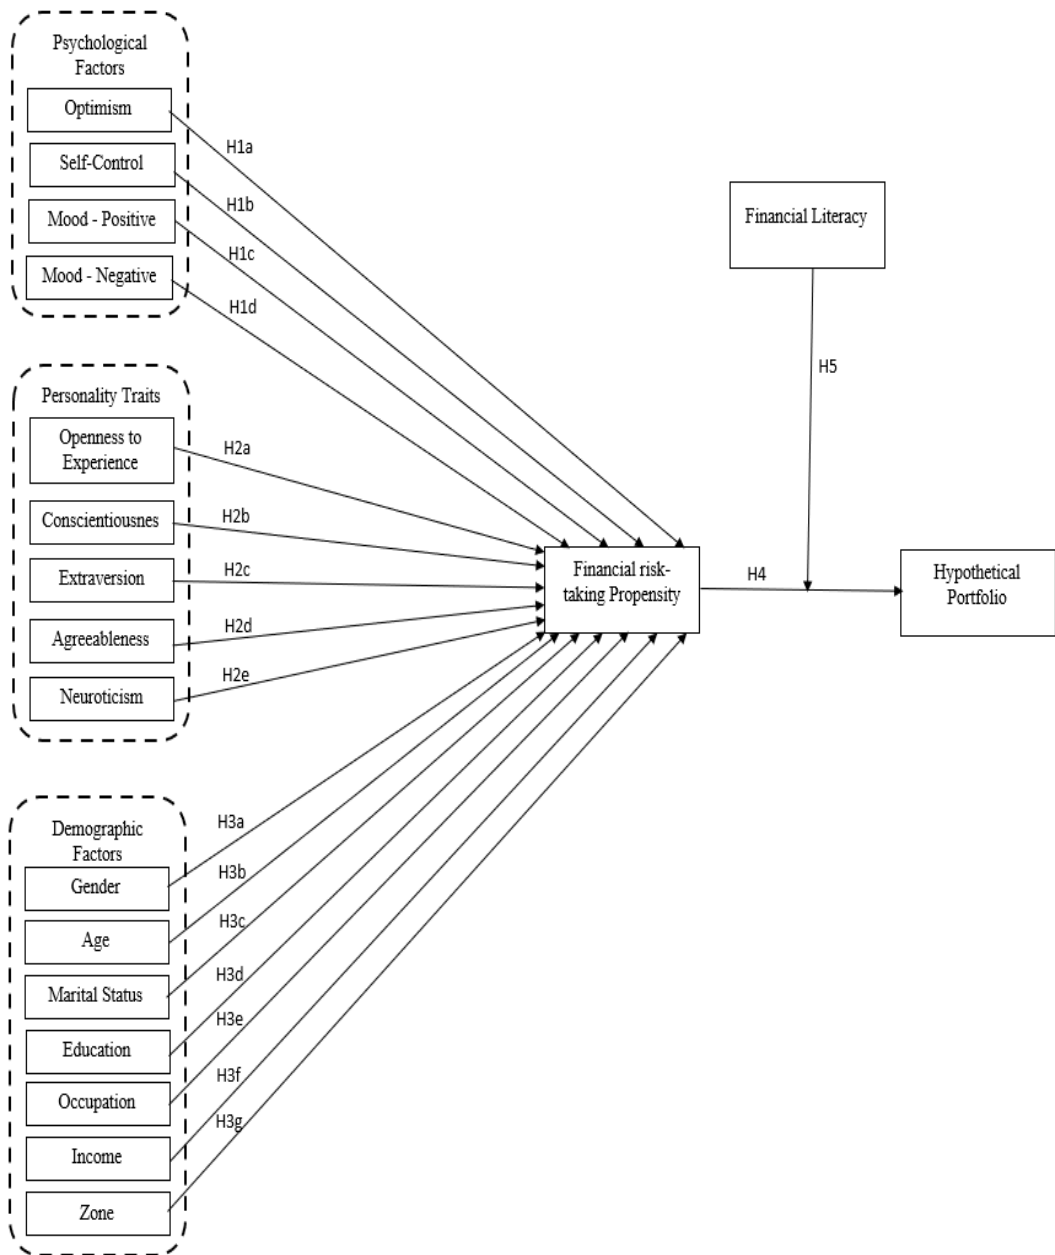 Psychological
Factors
Optimism
Self-Control
Mood - Positive
Mood - Negative
H1a
H1b
H1c
H1d
Personality Traits
Openness to
Experience
Conscientiousnes
Extraversion
Agreeableness
Neuroticism
H2a
H2b
H2c
H2d
H2e
Demographic
Factors
Gender
Age
Marital Status
Education
Occupation
Income
Zone
H3a
H3b
H3c
H3d
H3e
H3f
H3g
Financial risk-
taking Propensity
H4
Financial Literacy
H5
Hypothetical
Portfolio